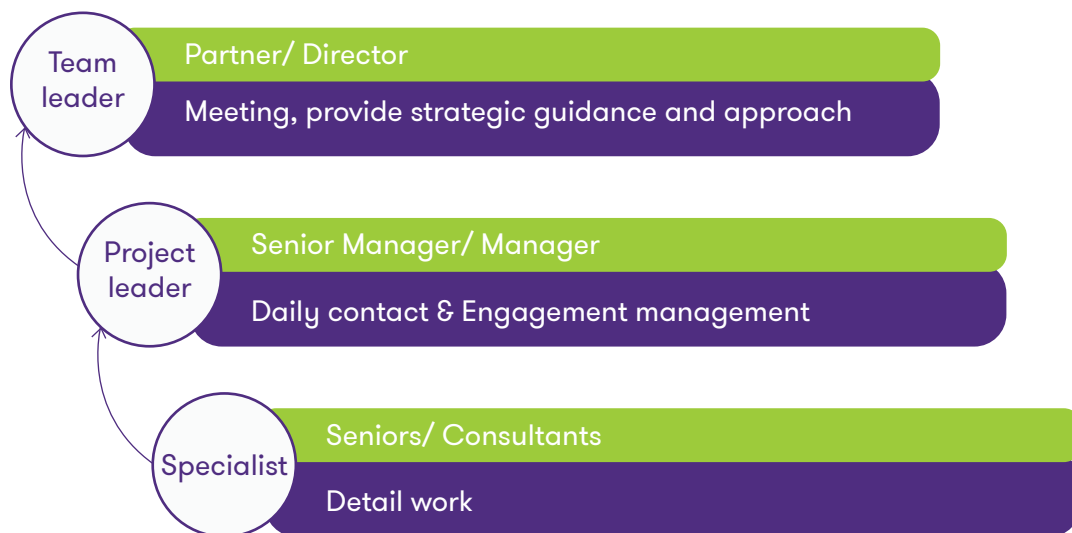 Team
leader
Partner/ Director
Meeting, provide strategic guidance and approach
Project
leader
Senior Manager/ Manager
Daily contact & Engagement management
Specialist
Seniors/ Consultants
Detail work